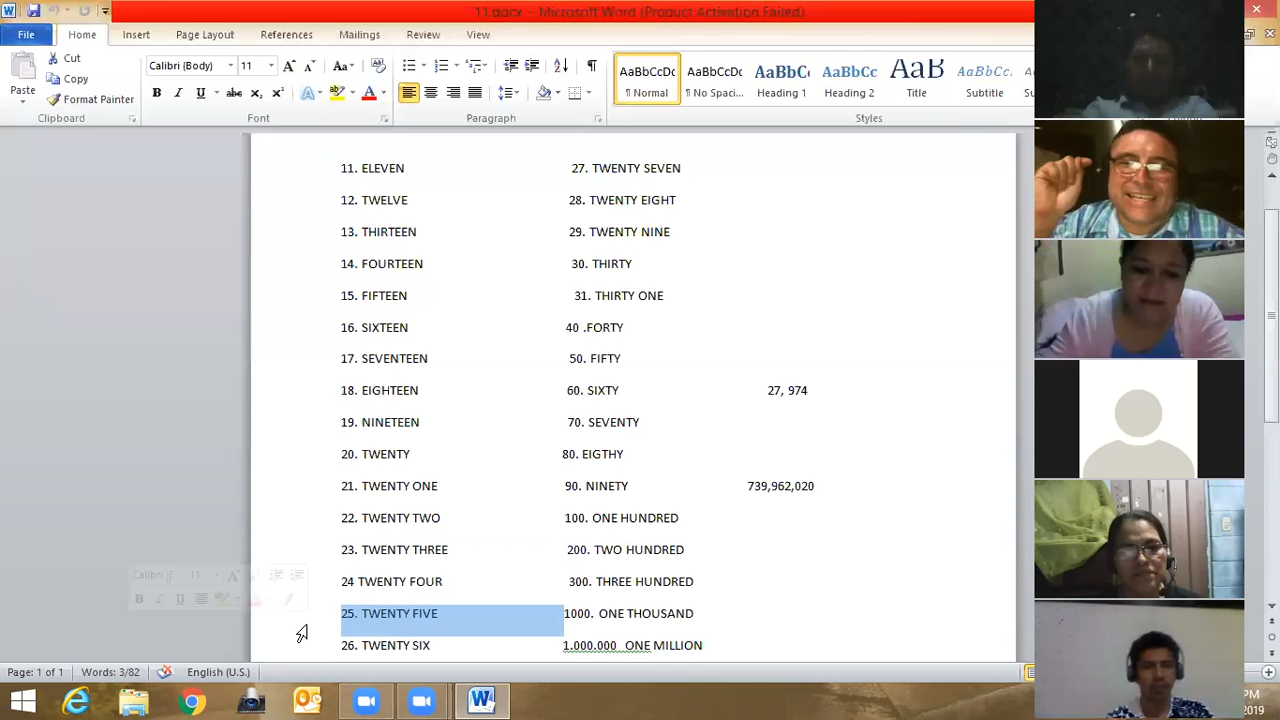 11.docx - Microsoft Word (Product Activation Failed)
File Home Insert Page Layout References Mailings Review View
Paste
Cut
Copy
Format Painter
Calibri (Body) 11
AaBbCcDc AaBbCcDc AaBbCc AaBbCc AaB AaBbCcD
¶ Normal ¶ No Spaci... Heading 1 Heading 2 Title Subtitle
Clipboard Font Paragraph Styles
11. ELEVEN 27. TWENTY SEVEN
12. TWELVE 28. TWENTY EIGHT
13. THIRTEEN 29. TWENTY NINE
14. FOURTEEN 30. THIRTY
15. FIFTEEN 31. THIRTY ONE
16. SIXTEEN 40 .FORTY
17. SEVENTEEN 50. FIFTY
18. EIGHTEEN 60. SIXTY 27, 974
19. NINETEEN 70. SEVENTY
20. TWENTY 80. EIGTHY
21. TWENTY ONE 90. NINETY 739,962,020
22. TWENTY TWO 100. ONE HUNDRED
23. TWENTY THREE 200. TWO HUNDRED
24 TWENTY FOUR 300. THREE HUNDRED
Calibri 11
25. TWENTY FIVE 1000. ONE THOUSAND
26. TWENTY SIX 1.000.000 ONE MILLION
Page: 1 of 1 Words: 3/82 English (U.S.)
PM
2019